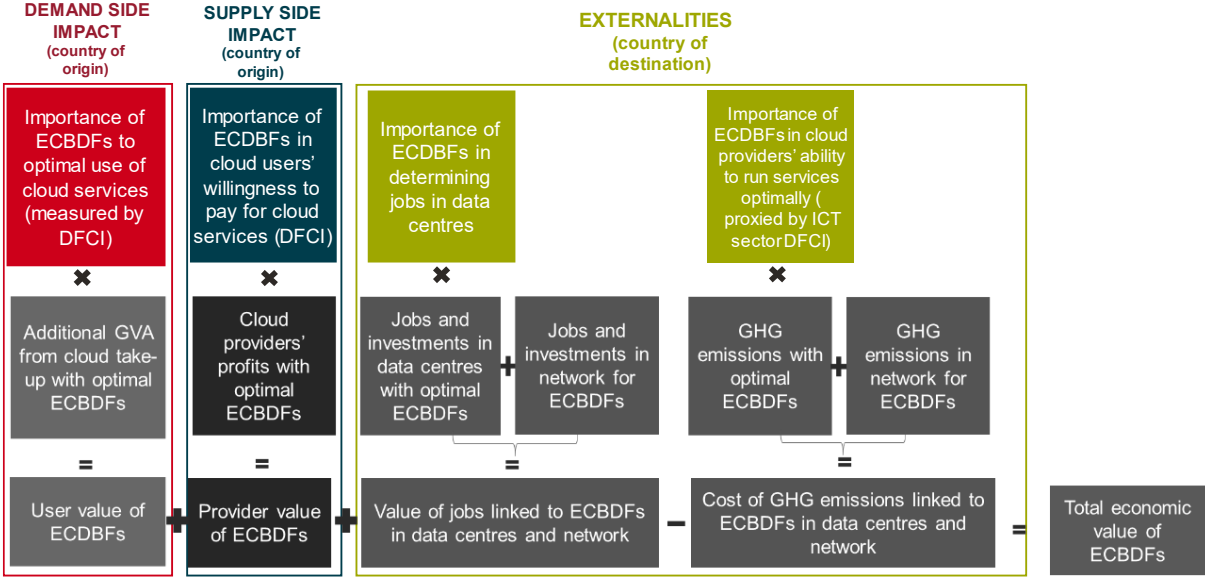 DEMAND SIDE
IMPACT
(country of
origin)
SUPPLY SIDE
IMPACT
(country of
origin)
EXTERNALITIES
(country of
destination)
Importance of
ECBDFs to
optimal use of
cloud services
(measured by
DFCI)
Importance of
ECDBFs in
cloud users'
willingness to
pay for cloud
services (DFCI)
Importance of
ECDBFs in
determining
jobs in data
centres
Importance of
ECDBFs in cloud
providers' ability
to run services
optimally (
proxied by ICT
sector DFCI)
✖
✖
✖
✖
Additional GVA
from cloud take-
up with optimal
ECBDFs
Cloud
providers'
profits with
optimal
ECBDFs
Jobs and
investments in
data centres
with optimal
ECBDFs
+
Jobs and
investments in
network for
ECBDFs
GHG
emissions with
optimal
ECBDFs
+
GHG
emissions in
network for
ECBDFs
=
=
=
=
User value of
ECDBFs
+
Provider value
of ECBDFs
+
Value of jobs linked to ECBDFs
in data centres and network
−
Cost of GHG emissions linked to
ECBDFs in data centres and
network
=
Total economic
value of
ECBDFs